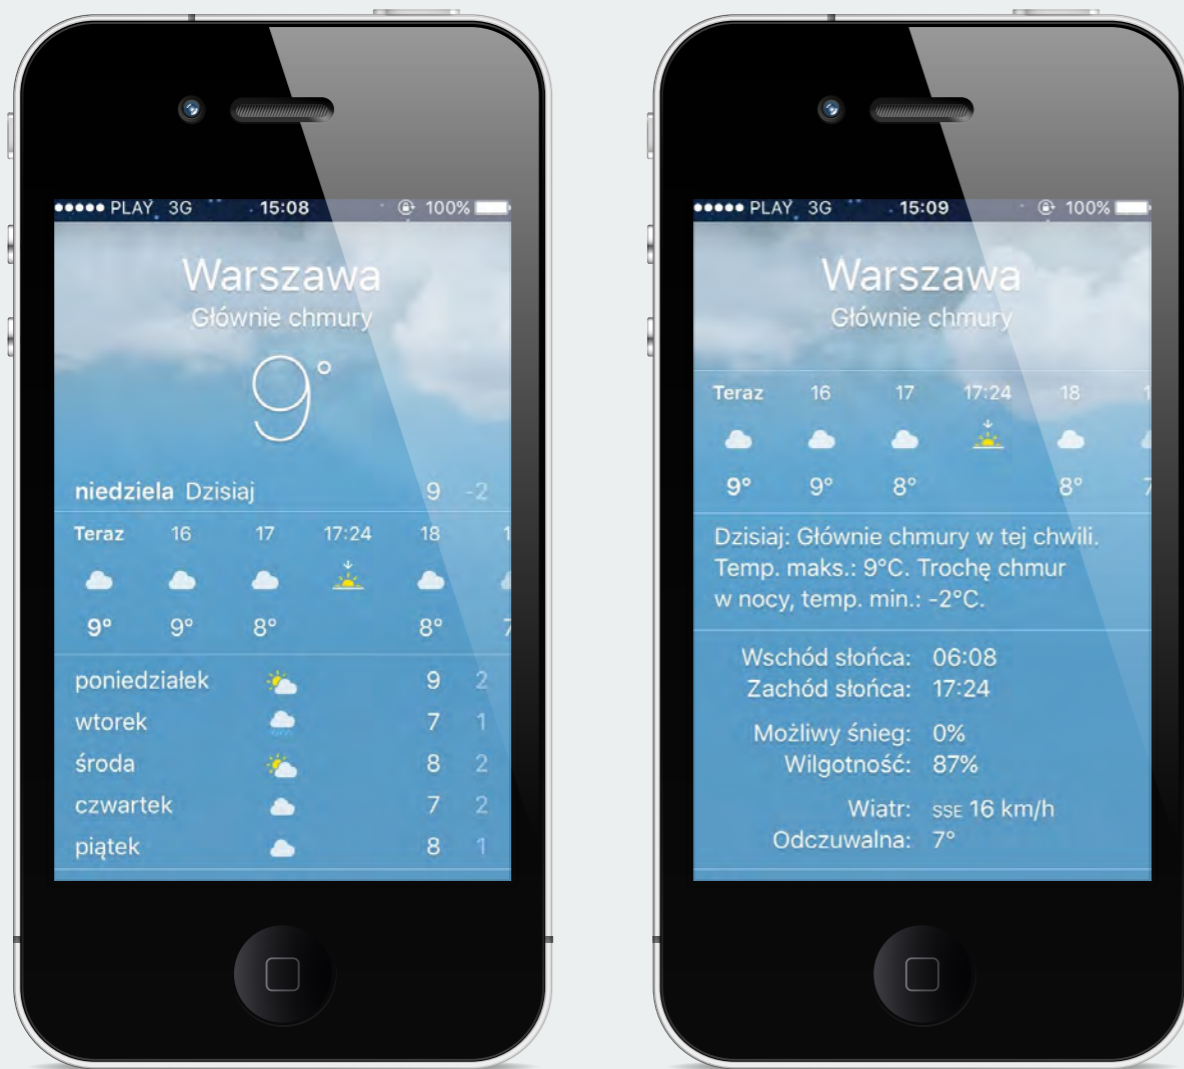 PLAY 3G 15:08 100%
Warszawa
Głównie chmury
9°
niedziela Dzisiaj 9 -2
Teraz 16 17 17:24 18
9° 9° 8° 8° 7
poniedziałek 9 2
wtorek 7 1
środa 8 2
czwartek 7 2
piątek 8 1
PLAY 3G 15:09 100%
Warszawa
Głównie chmury
Teraz 16 17 17:24 18
9° 9° 8° 8° 7
Dzisiaj: Głównie chmury w tej chwili.
Temp. maks.: 9°C. Trochę chmur
w nocy, temp. min.: -2°C.
Wschód słońca: 06:08
Zachód słońca: 17:24
Możliwy śnieg: 0%
Wilgotność: 87%
Wiatr: SSE 16 km/h
Odczuwalna: 7°